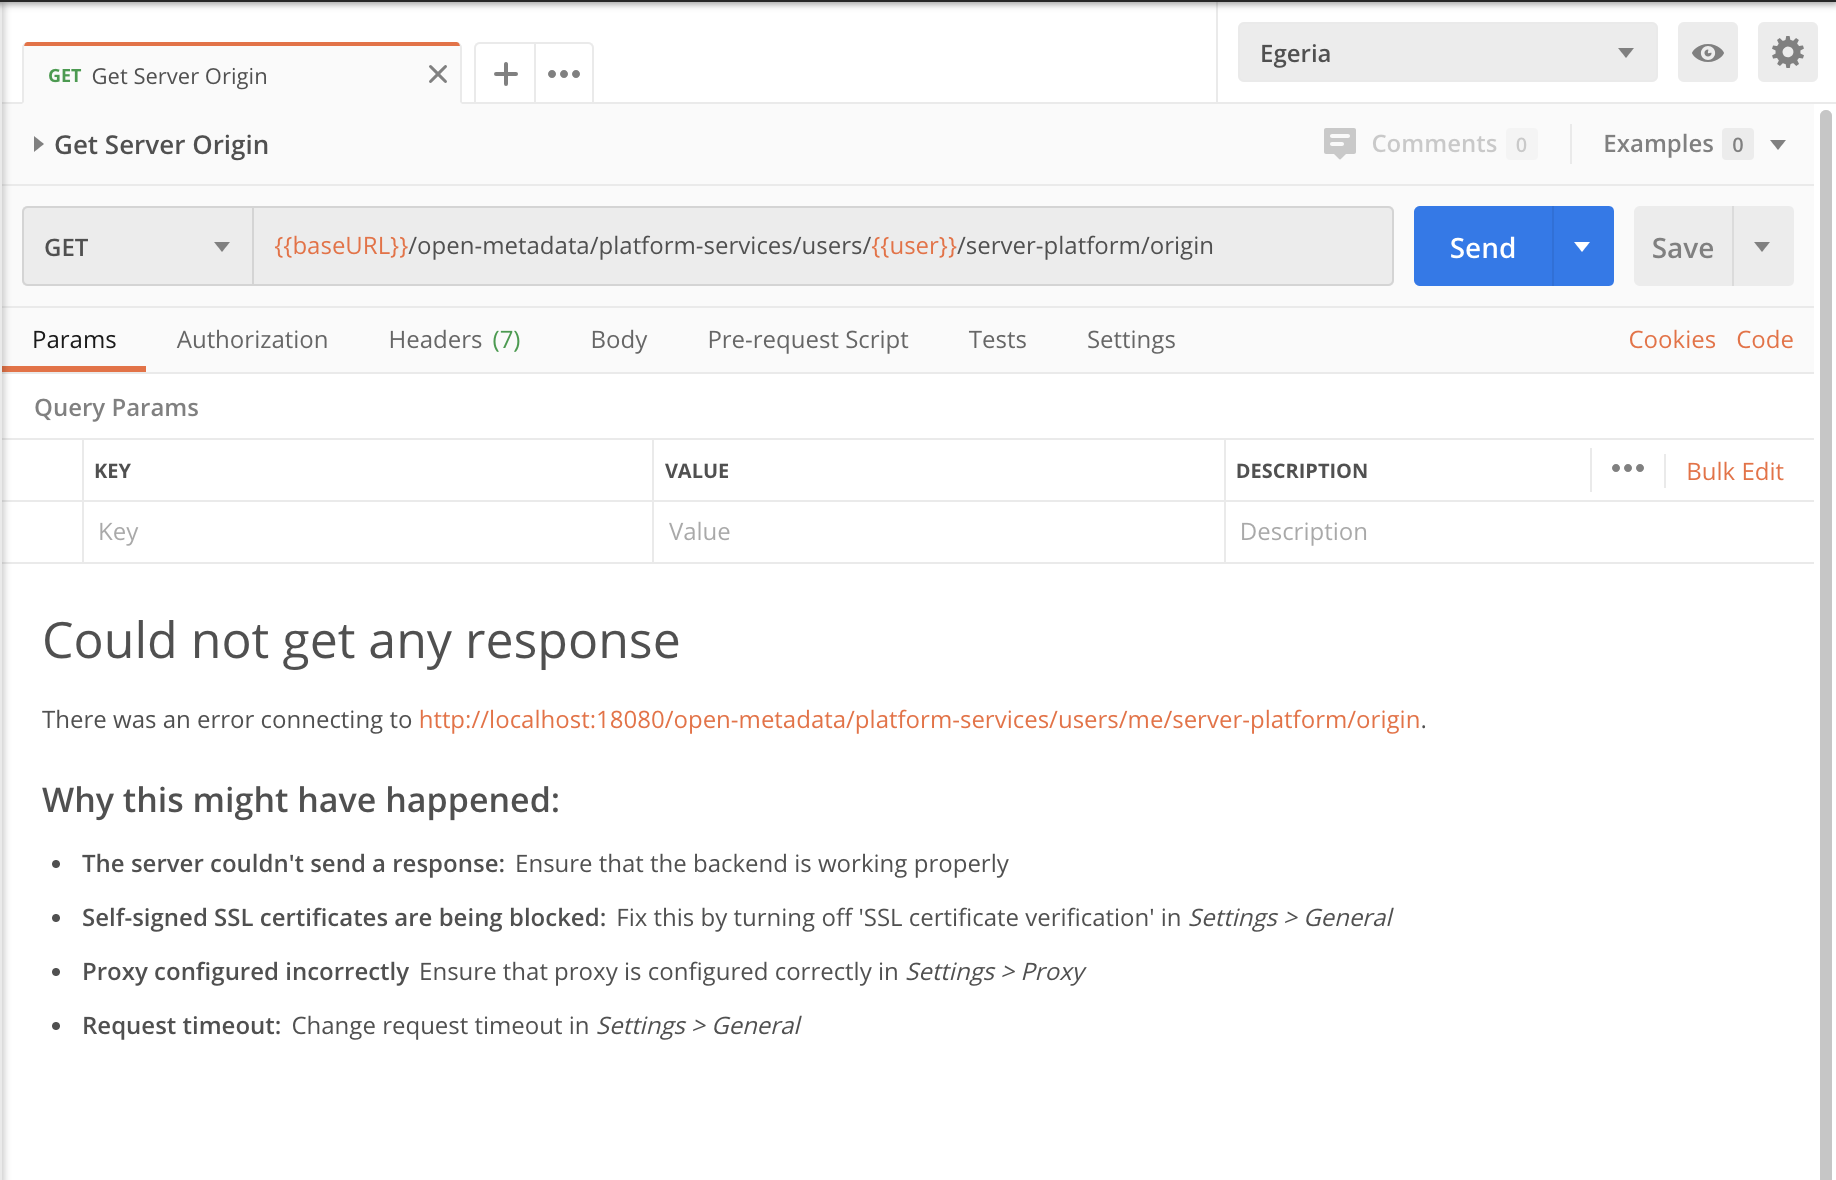 GET Get Server Origin
Egeria
Get Server Origin
Comments 0
Examples 0
GET
{{baseURL}}/open-metadata/platform-services/users/{{user}}/server-platform/origin
Send
Save
Params Authorization Headers (7) Body Pre-request Script Tests Settings Cookies Code
Query Params
KEY VALUE DESCRIPTION Bulk Edit
Key Value Description
Could not get any response
There was an error connecting to http://localhost:18080/open-metadata/platform-services/users/me/server-platform/origin.
Why this might have happened:
• The server couldn't send a response: Ensure that the backend is working properly
• Self-signed SSL certificates are being blocked: Fix this by turning off 'SSL certificate verification' in Settings > General
• Proxy configured incorrectly Ensure that proxy is configured correctly in Settings > Proxy
• Request timeout: Change request timeout in Settings > General